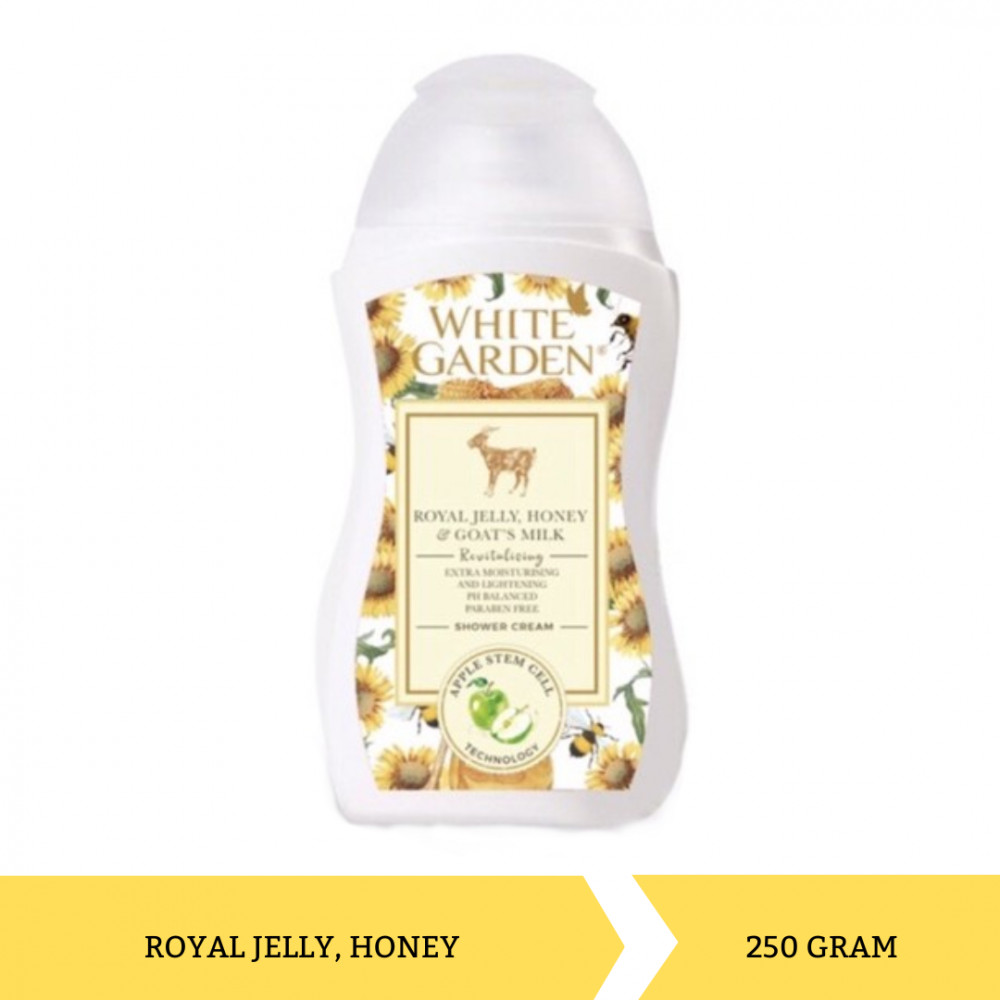 WHITE
GARDEN®
ROYAL JELLY, HONEY
& GOAT'S MILK
Revitalising
EXTRA MOISTURISING
AND LIGHTENING
PH BALANCED
PARABEN FREE
SHOWER CREAM
APPLE STEM CELL
TECHNOLOGY
ROYAL JELLY, HONEY
250 GRAM